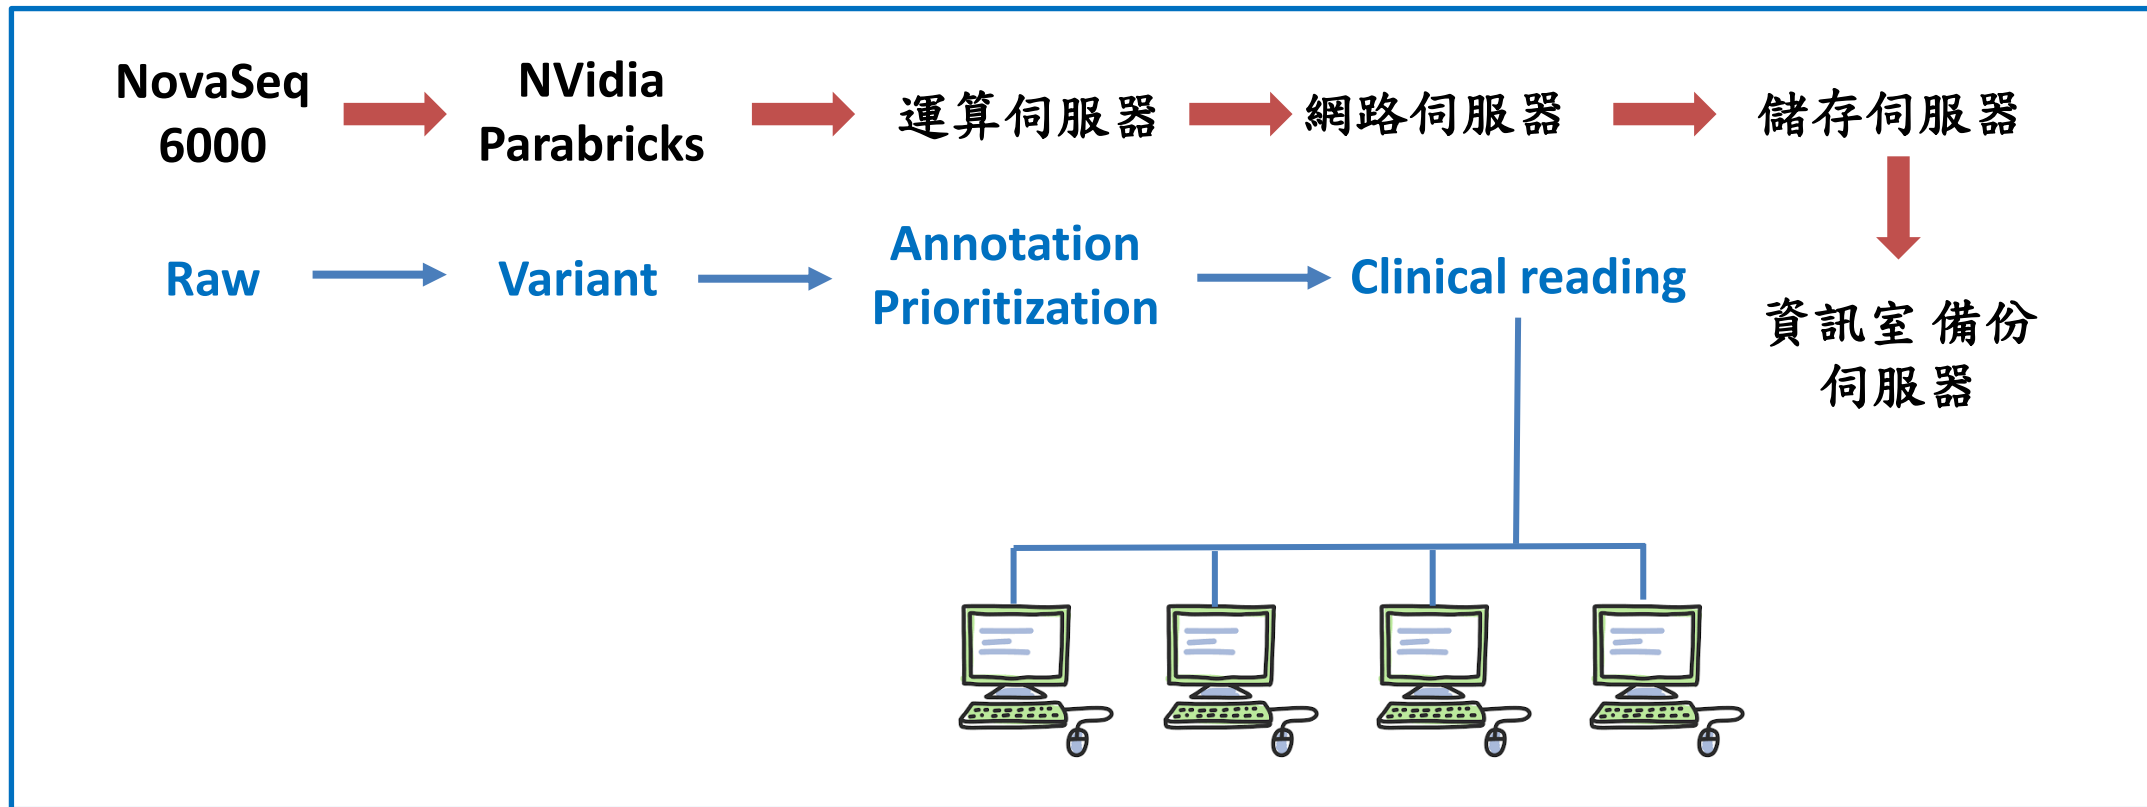 NovaSeq
6000
NVidia
Parabricks
運算伺服器
網路伺服器
儲存伺服器
Raw
Variant
Annotation
Prioritization
Clinical reading
資訊室 備份
伺服器